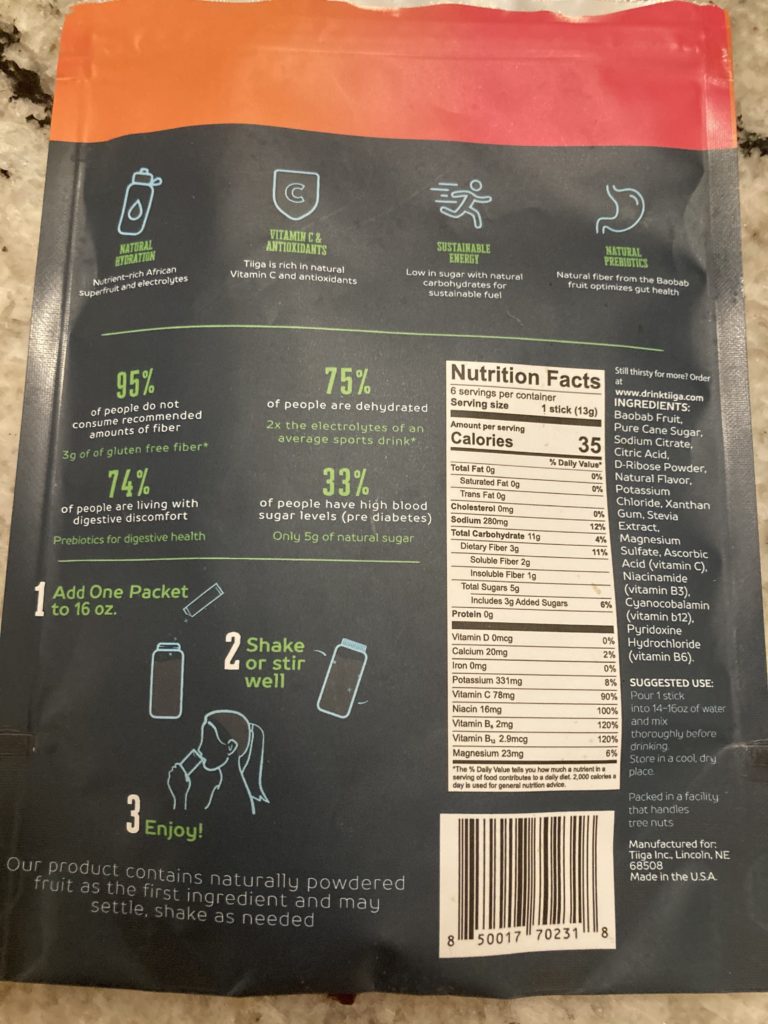 NATURAL
HYDRATION
Nutrient-rich African
superfruit and electrolytes
C
VITAMIN C &
ANTIOXIDANTS
Tiiga is rich in natural
Vitamin C and antioxidants
SUSTAINABLE
ENERGY
Low in sugar with natural
carbohydrates for
sustainable fuel
NATURAL
PREBIOTICS
Natural fiber from the Baobab
fruit optimizes gut health
95%
of people do not
consume recommended
amounts of fiber
3g of of gluten free fiber*
75%
of people are dehydrated
2x the electrolytes of an
average sports drink*
74%
of people are living with
digestive discomfort
Prebiotics for digestive health
33%
of people have high blood
sugar levels (pre diabetes)
Only 5g of natural sugar
1 Add One Packet
to 16 oz.
2 Shake
or stir
well
3 Enjoy!
Our product contains naturally powdered
fruit as the first ingredient and may
settle, shake as needed
Nutrition Facts
6 servings per container
Serving size 1 stick (13g)
Amount per serving
Calories 35
% Daily Value*
Total Fat 0g 0%
Saturated Fat 0g 0%
Trans Fat 0g
Cholesterol 0mg 0%
Sodium 280mg 12%
Total Carbohydrate 11g 4%
Dietary Fiber 3g 11%
Soluble Fiber 2g
Insoluble Fiber 1g
Total Sugars 5g
Includes 3g Added Sugars 6%
Protein 0g
Vitamin D 0mcg 0%
Calcium 20mg 2%
Iron 0mg 0%
Potassium 331mg 8%
Vitamin C 78mg 90%
Niacin 16mg 100%
Vitamin B₆ 2mg 120%
Vitamin B₁₂ 2.9mcg 120%
Magnesium 23mg 6%
*The % Daily Value tells you how much a nutrient in a
serving of food contributes to a daily diet. 2,000 calories a
day is used for general nutrition advice.
8 50017 70231 8
Still thirsty for more? Order
at
www.drinktiiga.com
INGREDIENTS:
Baobab Fruit,
Pure Cane Sugar,
Sodium Citrate,
Citric Acid,
D-Ribose Powder,
Natural Flavor,
Potassium
Chloride, Xanthan
Gum, Stevia
Extract,
Magnesium
Sulfate, Ascorbic
Acid (vitamin C),
Niacinamide
(vitamin B3),
Cyanocobalamin
(vitamin b12),
Pyridoxine
Hydrochloride
(vitamin B6).
SUGGESTED USE:
Pour 1 stick
into 14-16oz of water
and mix
thoroughly before
drinking.
Store in a cool, dry
place.
Packed in a facility
that handles
tree nuts
Manufactured for:
Tiiga Inc., Lincoln, NE
68508
Made in the U.S.A.